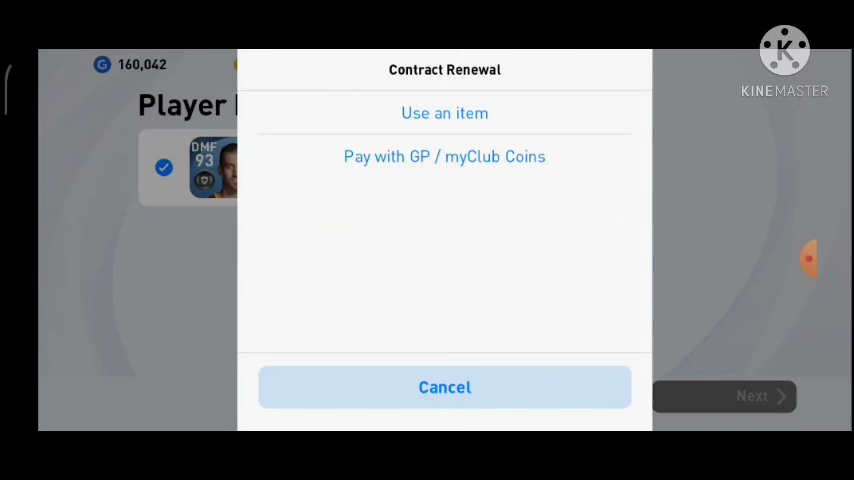 160,042
Contract Renewal
K
KINEMASTER
Player
Use an item
DMF
93
Pay with GP / myClub Coins
Cancel
Next